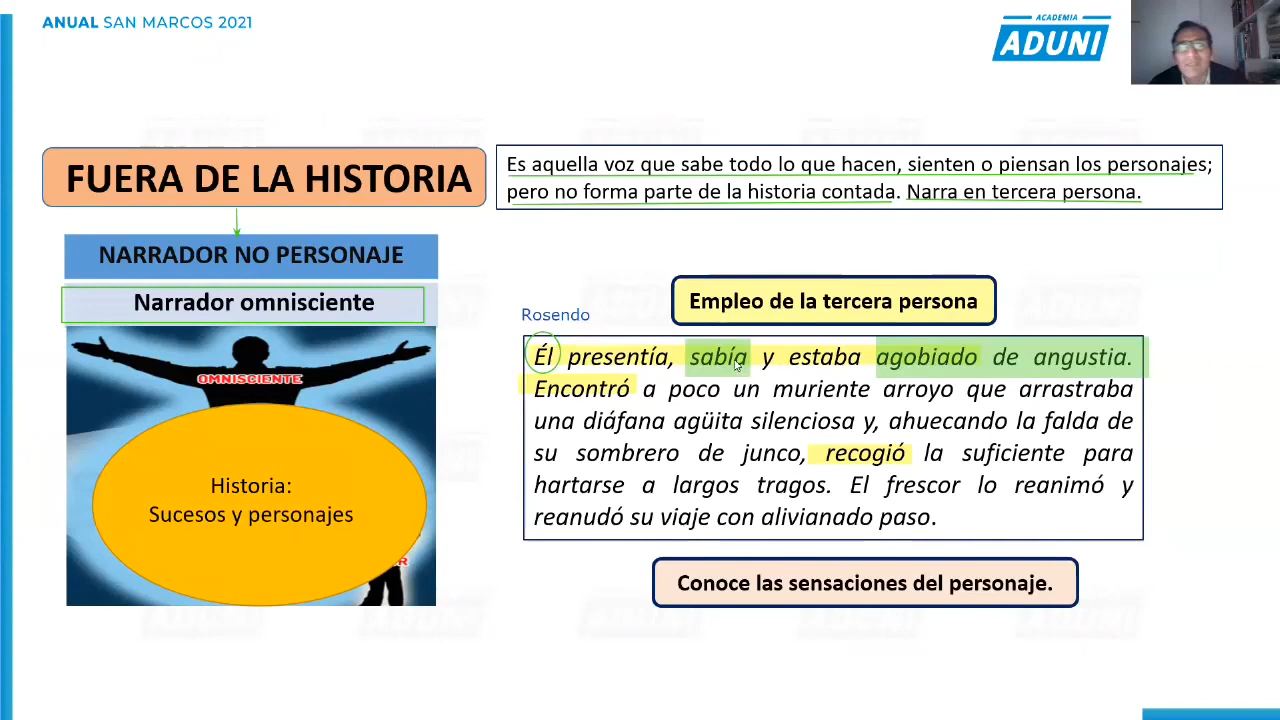 ANUAL SAN MARCOS 2021
ACADEMIA
ADUNI
FUERA DE LA HISTORIA
Es aquella voz que sabe todo lo que hacen, sienten o piensan los personajes;
pero no forma parte de la historia contada. Narra en tercera persona.
NARRADOR NO PERSONAJE
Narrador omnisciente
OMNISCIENTE
Historia:
Sucesos y personajes
Empleo de la tercera persona
Rosendo
Él presentía, sabía y estaba agobiado de angustia.
Encontró a poco un muriente arroyo que arrastraba
una diáfana agüita silenciosa y, ahuecando la falda de
su sombrero de junco, recogió la suficiente para
hartarse a largos tragos. El frescor lo reanimó y
reanudó su viaje con alivianado paso.
Conoce las sensaciones del personaje.